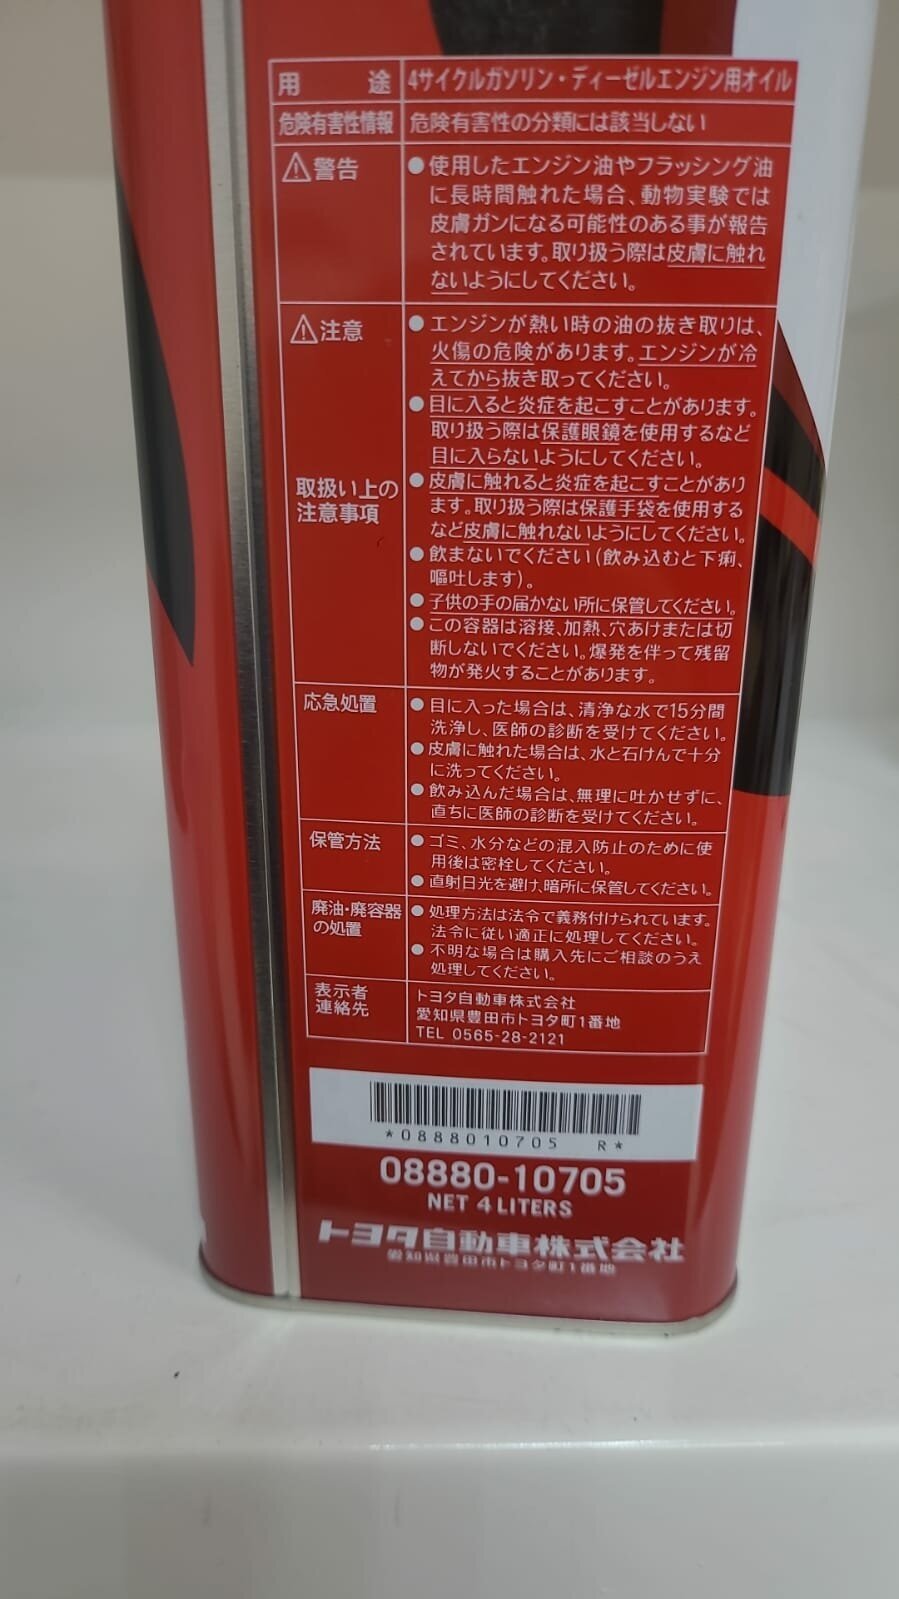 用 途 4サイクルガソリン・ディーゼルエンジン用オイル
危険有害性情報 危険有害性の分類には該当しない
⚠警告
●使用したエンジン油やフラッシング油
に長時間触れた場合、動物実験では
皮膚ガンになる可能性のある事が報告
されています。取り扱う際は皮膚に触れ
ないようにしてください。
⚠注意
取扱い上の
注意事項
●エンジンが熱い時の油の抜き取りは、
火傷の危険があります。エンジンが冷
えてから抜き取ってください。
●目に入ると炎症を起こすことがあります。
取り扱う際は保護眼鏡を使用するなど
目に入らないようにしてください。
●皮膚に触れると炎症を起こすことがあり
ます。取り扱う際は保護手袋を使用する
など皮膚に触れないようにしてください。
●飲まないでください(飲み込むと下痢、
嘔吐します)。
●子供の手の届かない所に保管してください。
●この容器は溶接、加熱、穴あけまたは切
断しないでください。爆発を伴って残留
物が発火することがあります。
応急処置
●目に入った場合は、清浄な水で15分間
洗浄し、医師の診断を受けてください。
●皮膚に触れた場合は、水と石けんで十分
に洗ってください。
●飲み込んだ場合は、無理に吐かせずに、
直ちに医師の診断を受けてください。
保管方法
●ゴミ、水分などの混入防止のために使
用後は密栓してください。
●直射日光を避け、暗所に保管してください。
廃油・廃容器
の処置
●処理方法は法令で義務付けられています。
法令に従い適正に処理してください。
●不明な場合は購入先にご相談のうえ
処理してください。
表示者
連絡先
トヨタ自動車株式会社
愛知県豊田市トヨタ町1番地
TEL 0565-28-2121
*0888010705 R*
08880-10705
NET 4 LITERS
トヨタ自動車株式会社
愛知県豊田市トヨタ町1番地